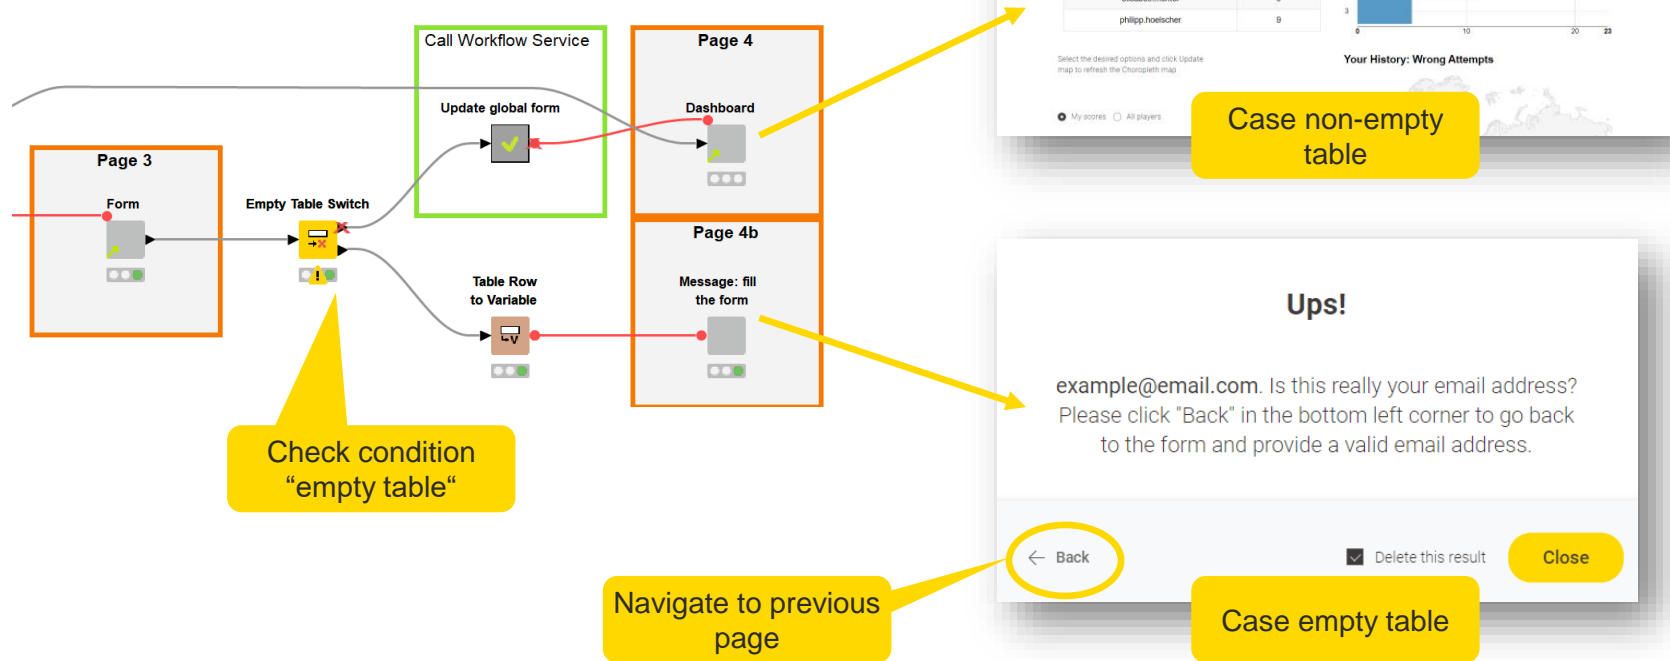 Call Workflow Service
Page 4
Update global form
Dashboard
Page 3
Form
Empty Table Switch
Page 4b
Table Row
to Variable
V
Message: fill
the form
Check condition
“empty table“
philipp.hoelscher
9
3
0
10
20
23
Select the desired options and click Update
map to refresh the Choropleth map
Your History: Wrong Attempts
My scores
All players
Case non-empty
table
Ups!
example@email.com. Is this really your email address?
Please click "Back" in the bottom left corner to go back
to the form and provide a valid email address.
Back
Delete this result
Close
Navigate to previous
page
Case empty table